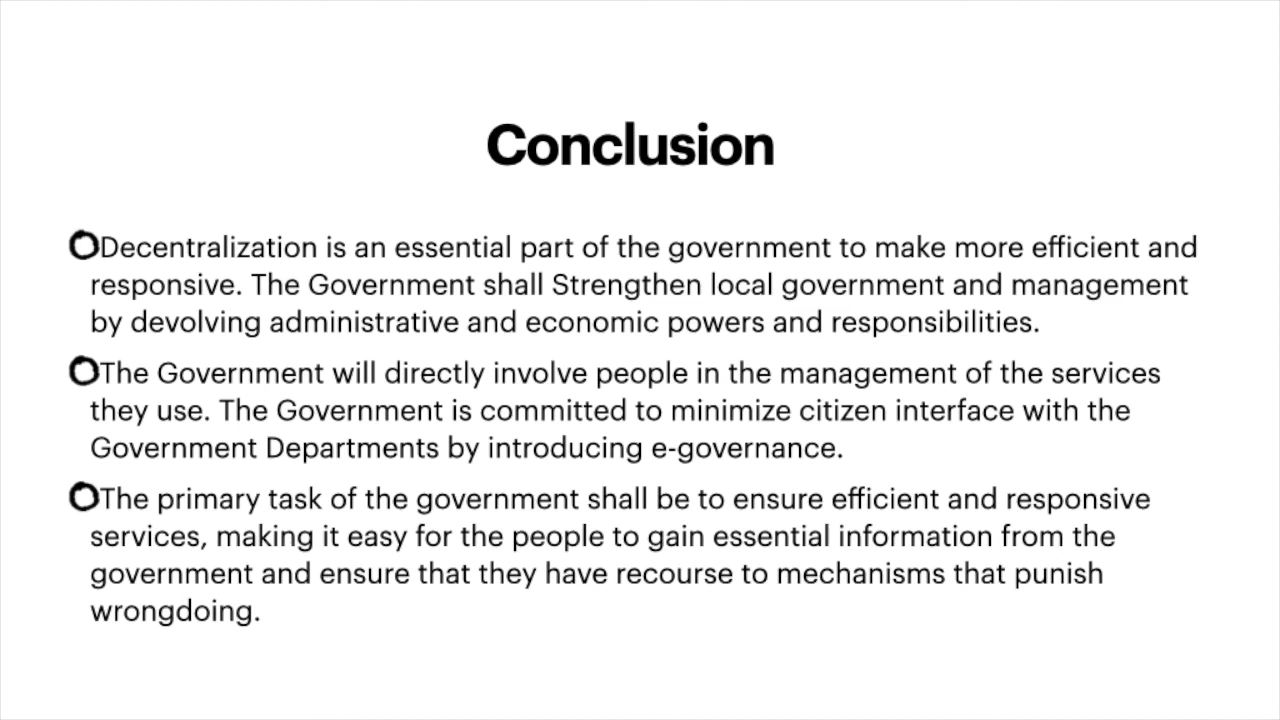 Conclusion
Decentralization is an essential part of the government to make more efficient and
responsive. The Government shall Strengthen local government and management
by devolving administrative and economic powers and responsibilities.
The Government will directly involve people in the management of the services
they use. The Government is committed to minimize citizen interface with the
Government Departments by introducing e-governance.
The primary task of the government shall be to ensure efficient and responsive
services, making it easy for the people to gain essential information from the
government and ensure that they have recourse to mechanisms that punish
wrongdoing.